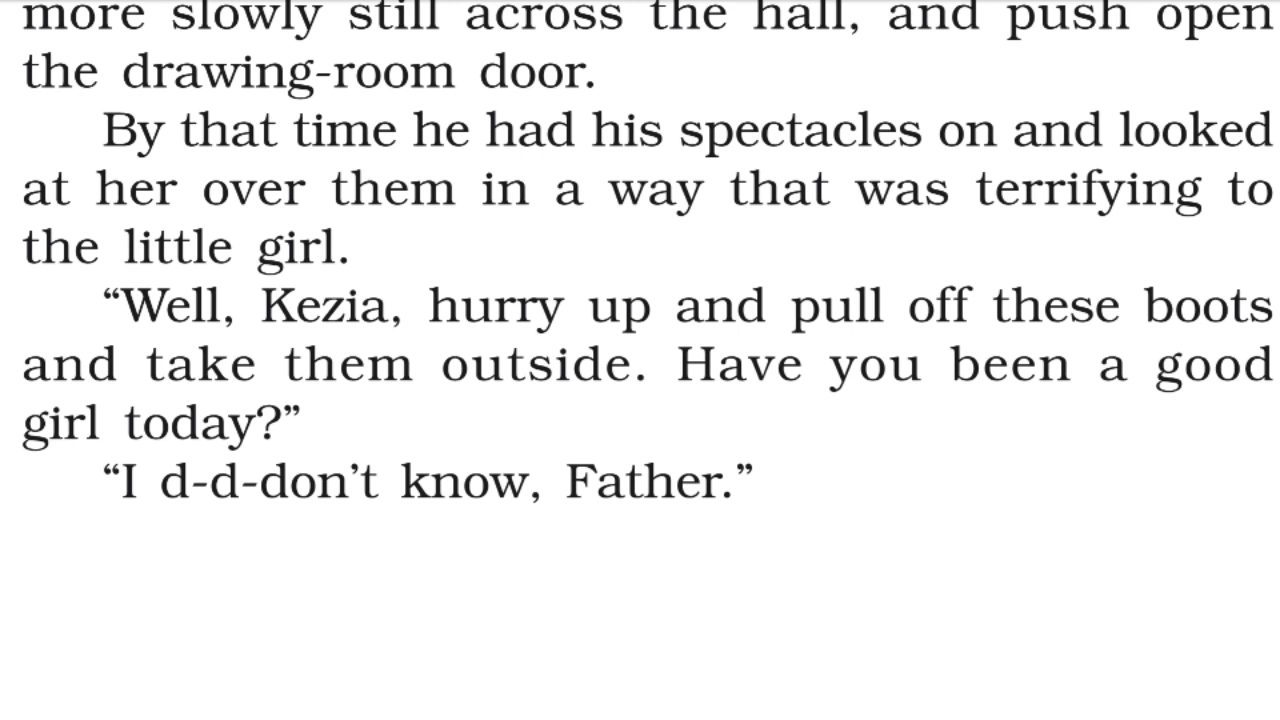 more slowly still across the hall, and push open
the drawing-room door.
By that time he had his spectacles on and looked
at her over them in a way that was terrifying to
the little girl.
“Well, Kezia, hurry up and pull off these boots
and take them outside. Have you been a good
girl today?”
“I d-d-don’t know, Father.”